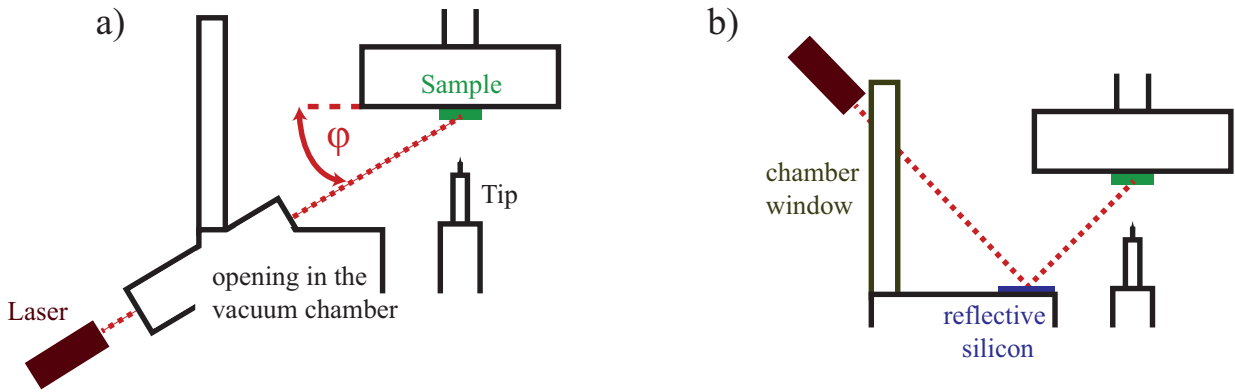 a)
Sample
φ
Tip
opening in the
vacuum chamber
Laser
b)
chamber
window
reflective
silicon